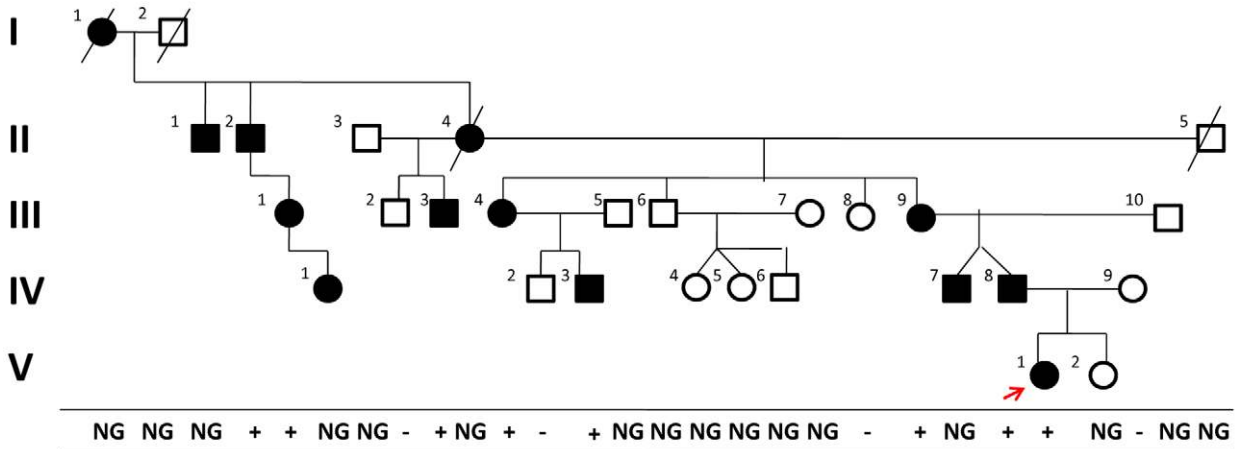 I 1 2
II 1 2 3 4 5
III 1 2 3 4 5 6 7 8 9 10
IV 1 2 3 4 5 6 7 8 9
V 1 2
NG NG NG + + NG NG - + NG + - + NG NG NG NG NG NG - + NG + + NG - NG NG